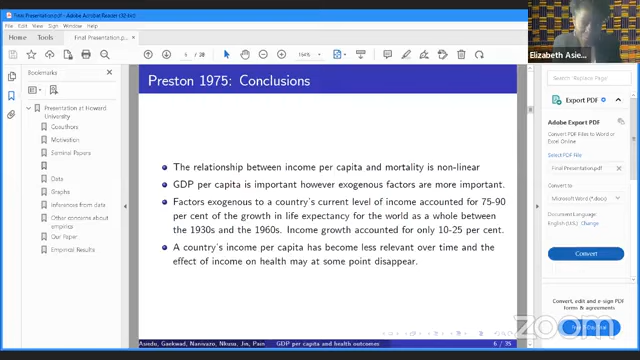 Final Presentation.pdf - Adobe Acrobat Reader DC (32-bit)
File Edit View Sign Window Help
Home Tools Final Presentation.p... ×
/ 28
164%
Bookmarks ×
Presentation at Howard
University
Coauthors
Motivation
Seminal Papers
Data
Graphs
Inferences from data
Other concerns about
empirics
Our Paper
Empirical Results
Preston 1975: Conclusions
The relationship between income per capita and mortality is non-linear
GDP per capita is important however exogenous factors are more important.
Factors exogenous to a country's current level of income accounted for 75-90
per cent of the growth in life expectancy for the world as a whole between
the 1930s and the 1960s. Income growth accounted for only 10-25 per cent.
A country's income per capita has become less relevant over time and the
effect of income on health may at some point disappear.
Asiedu, Gaekwad, Nanivazo, Nkusu, Jin, Pain
GDP per capita and health outcomes
6 / 35
Elizabeth Asie...
Search 'Replace Page'
Export PDF
Adobe Export PDF
Convert PDF Files to Word or
Excel Online
Select PDF File
Final Presentation.pdf ×
Convert to
Microsoft Word (*.docx)
Document Language:
English (U.S.) Change
Convert
Convert, edit and e-sign PDF
forms & agreements
zoom